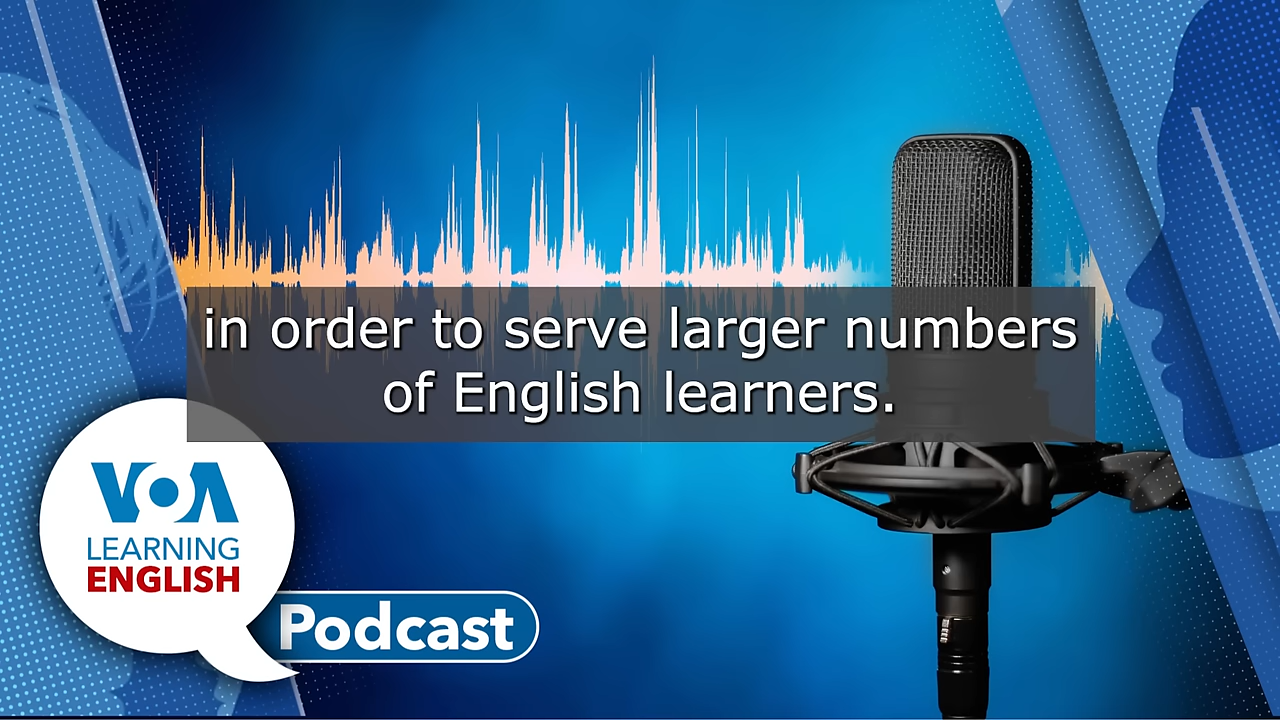 in order to serve larger numbers
of English learners.
VOA
LEARNING
ENGLISH
Podcast